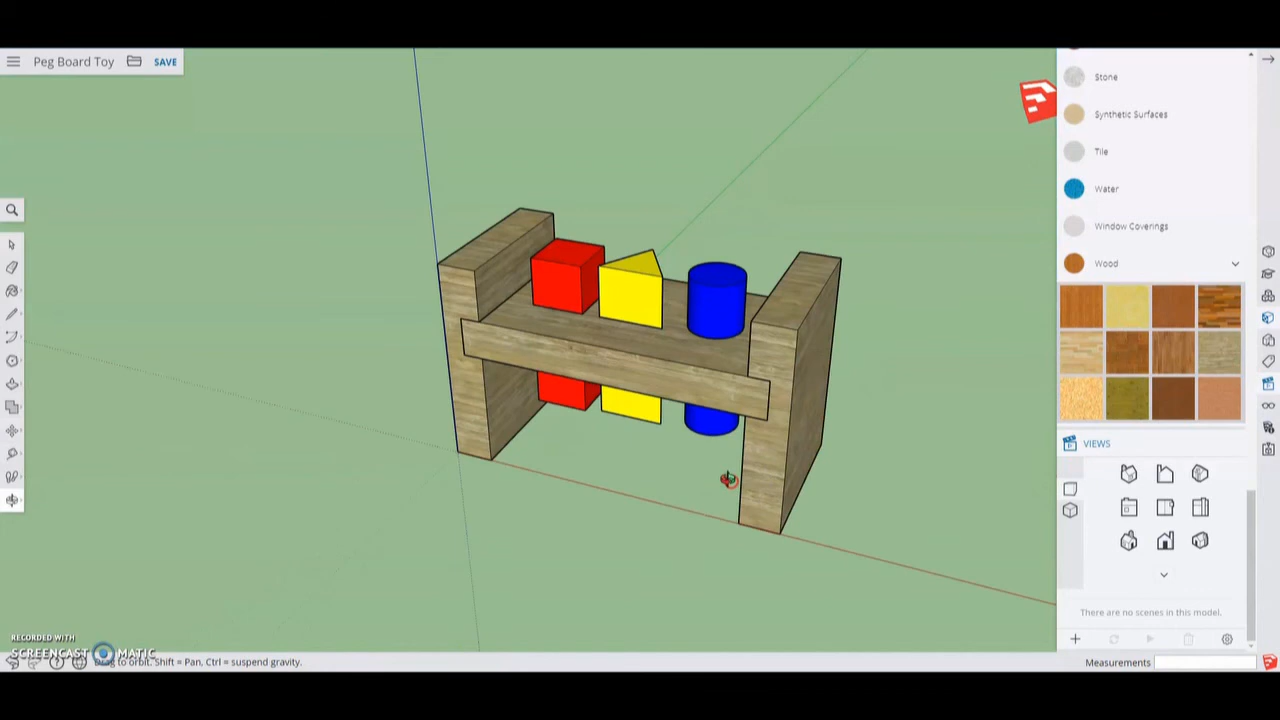 Peg Board Toy SAVE
Stone
Synthetic Surfaces
Tile
Water
Window Coverings
Wood
VIEWS
There are no scenes in this model.
RECORDED WITH
SCREENCAST MATIC
Drag to orbit. Shift = Pan, Ctrl = suspend gravity.
Measurements